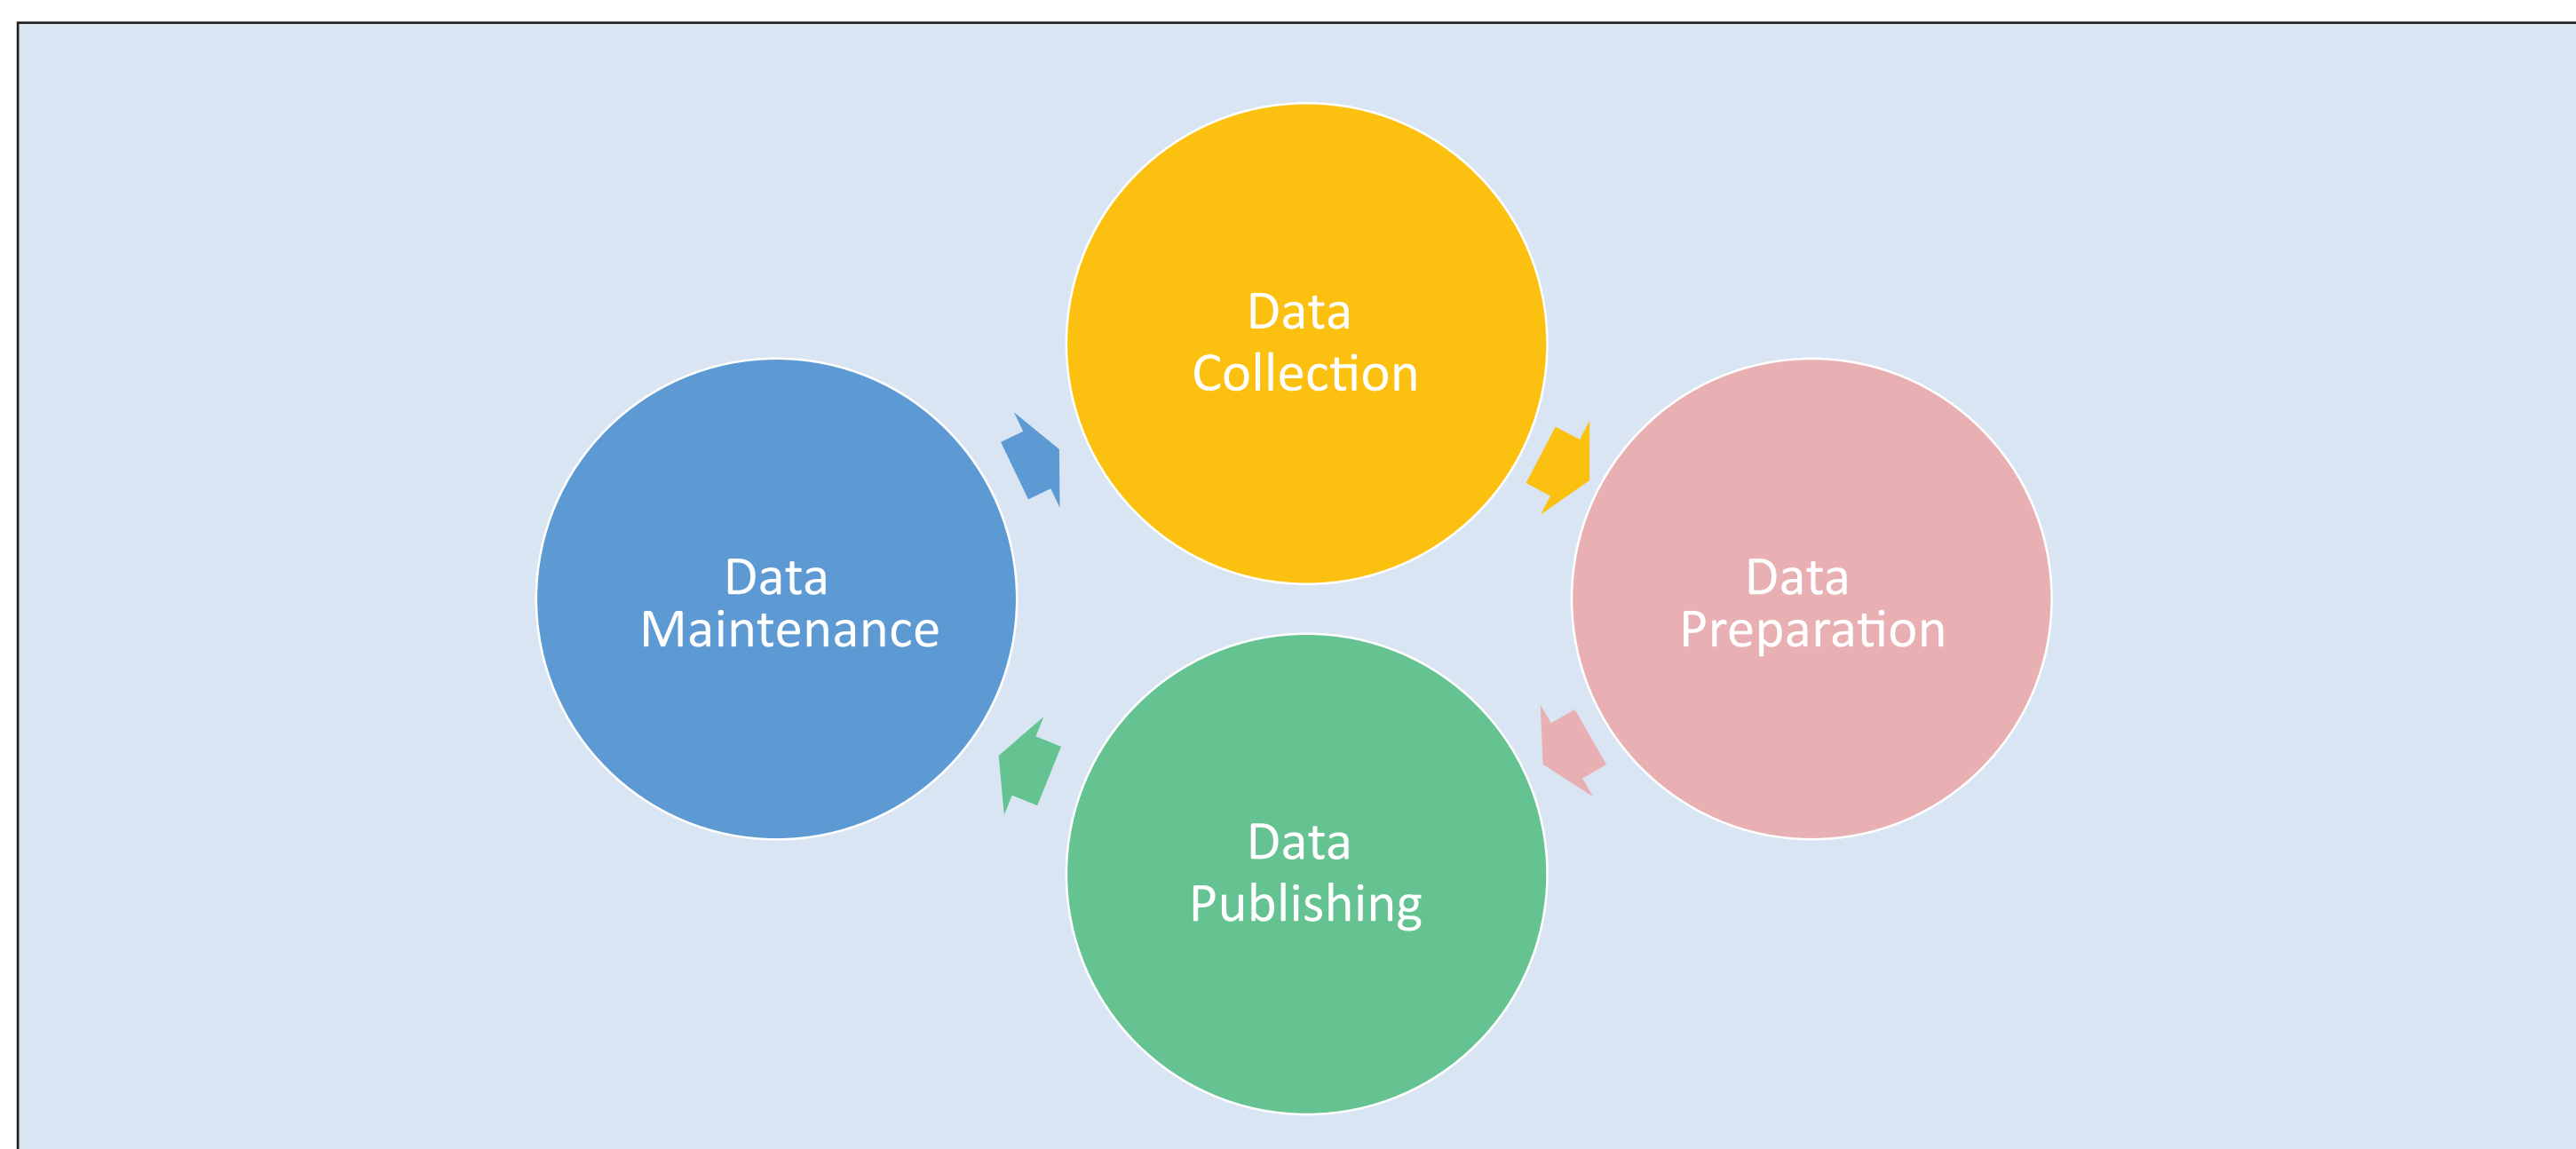 Data
Collection
Data
Maintenance
Data
Preparation
Data
Publishing